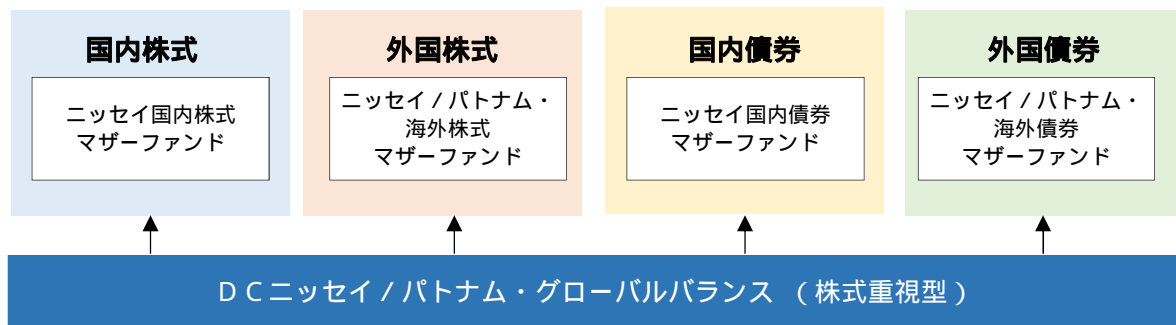 国内株式
ニッセイ国内株式
マザーファンド
外国株式
ニッセイ/パトナム・
海外株式
マザーファンド
国内債券
ニッセイ国内債券
マザーファンド
外国債券
ニッセイ/パトナム・
海外債券
マザーファンド
DCニッセイ/パトナム・グローバルバランス (株式重視型)